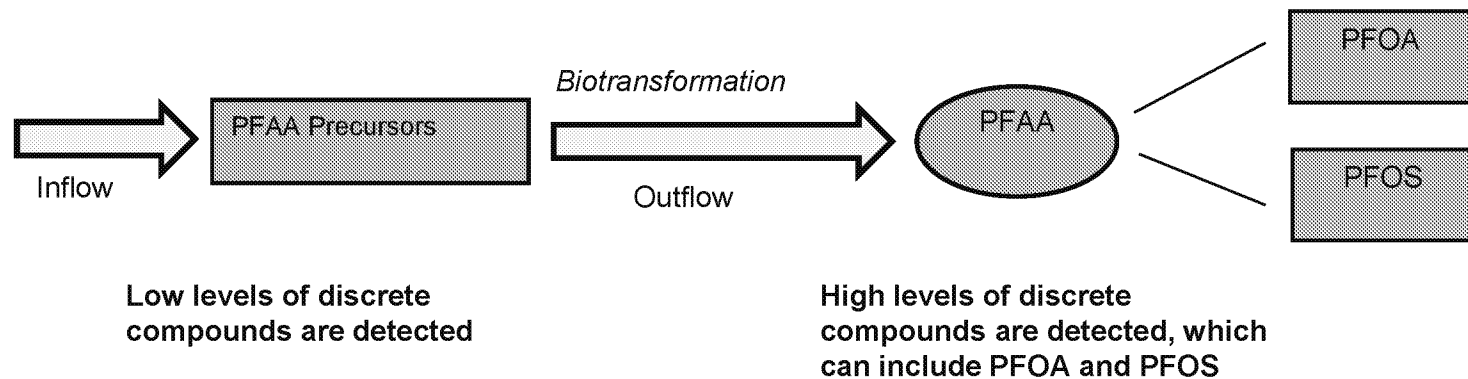 PFOA
Biotransformation
PFAA Precursors
PFAA
Inflow
Outflow
PFOS
Low levels of discrete
compounds are detected
High levels of discrete
compounds are detected, which
can include PFOA and PFOS